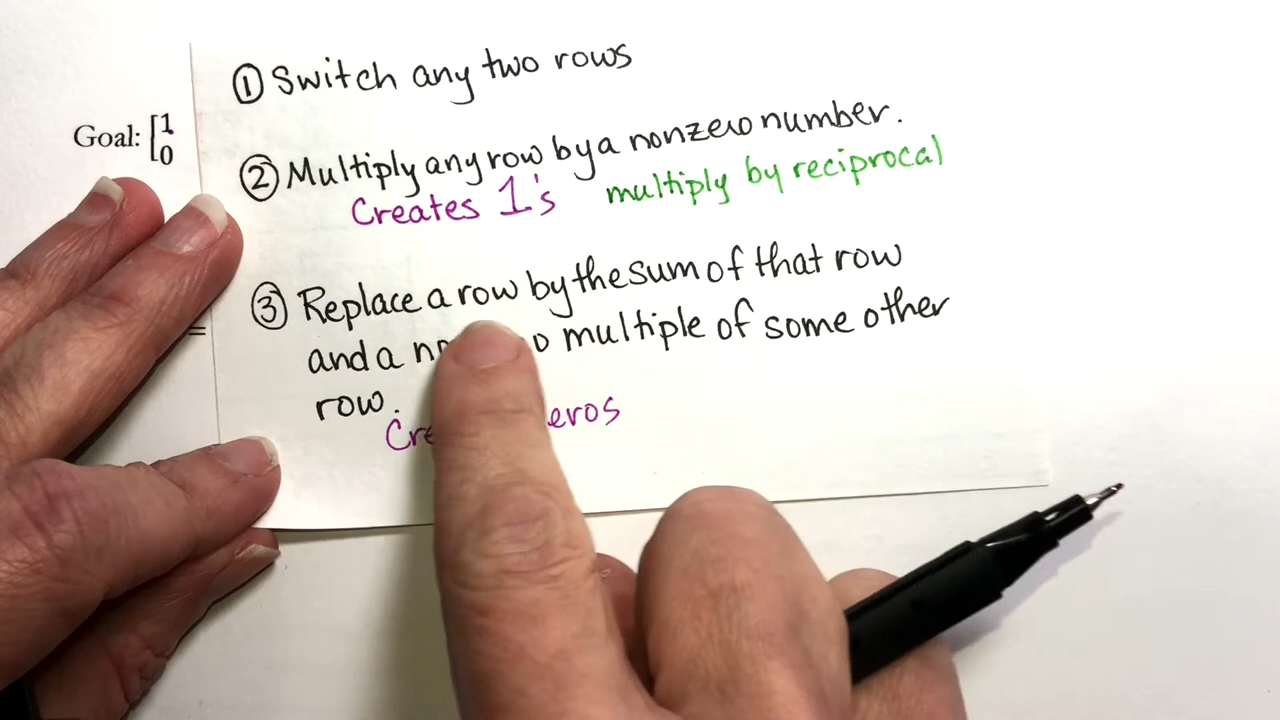 ① Switch any two rows
Goal: [1
0
② Multiply any row by a nonzero number.
Creates 1's multiply by reciprocal
③ Replace a row by the sum of that row
and a multiple of some other
row.
=